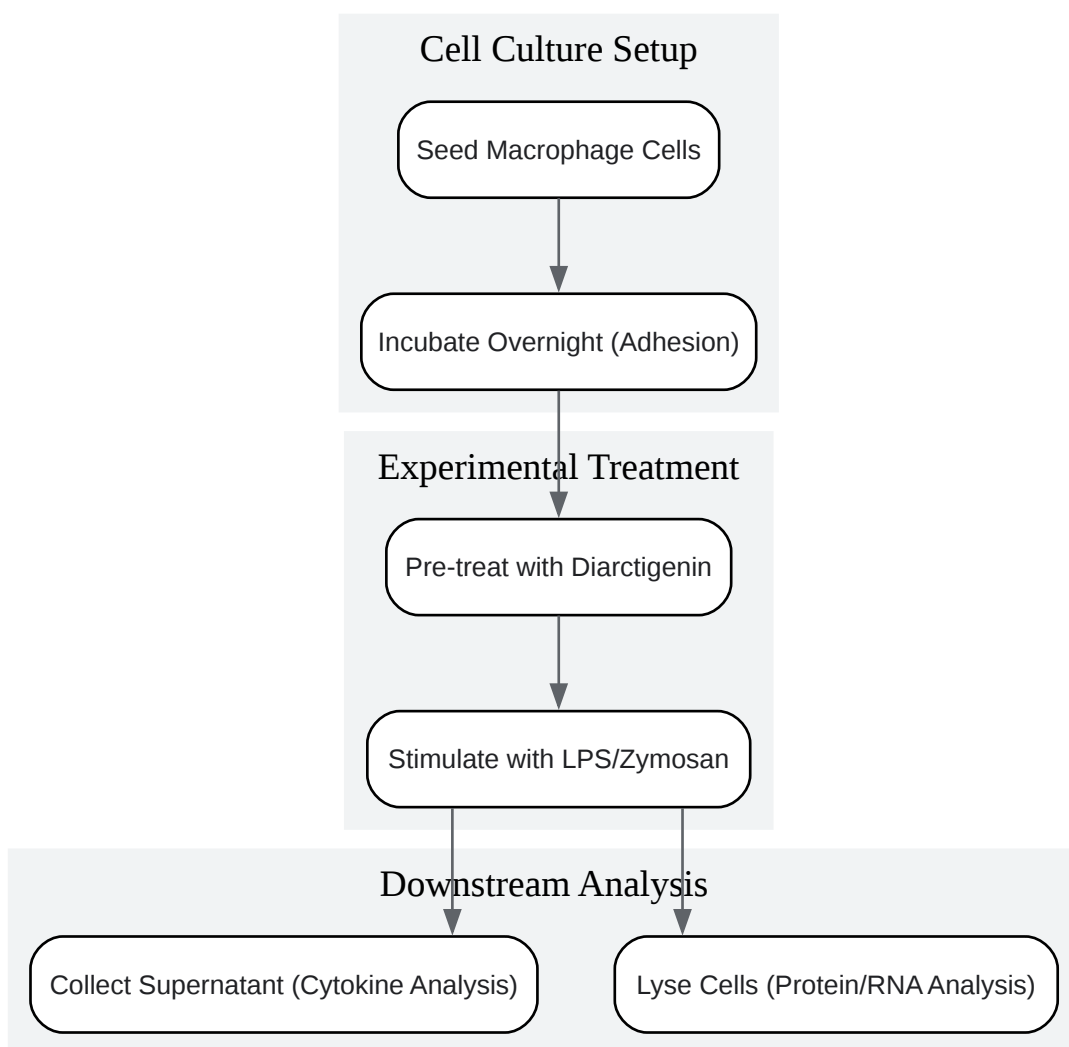 Cell Culture Setup
Seed Macrophage Cells
Incubate Overnight (Adhesion)
Experimental Treatment
Pre-treat with Diarctigenin
Stimulate with LPS/Zymosan
Downstream Analysis
Collect Supernatant (Cytokine Analysis)
Lyse Cells (Protein/RNA Analysis)